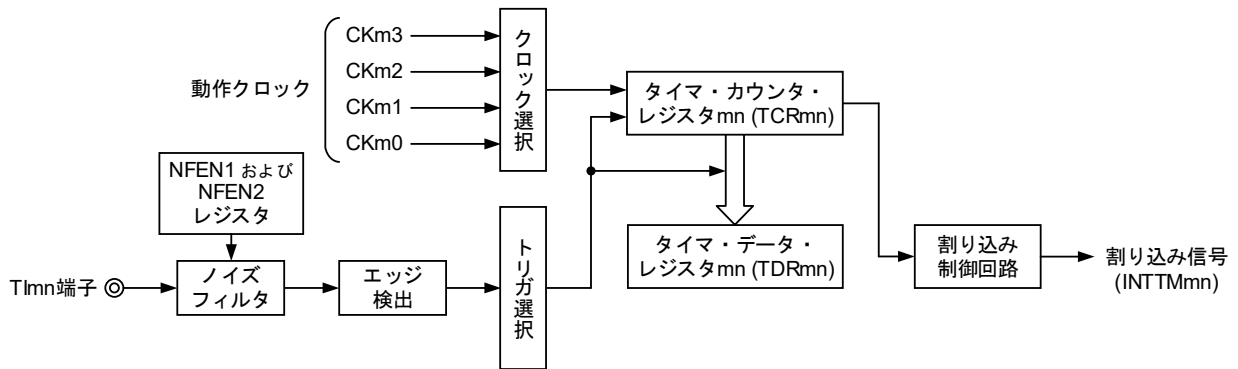 動作クロック
CKm3
CKm2
CKm1
CKm0
クロック選択
タイマ・カウンタ・
レジスタmn (TCRmn)
NFEN1 および
NFEN2
レジスタ
TImn端子
ノイズ
フィルタ
エッジ
検出
トリガ選択
タイマ・データ・
レジスタmn (TDRmn)
割り込み
制御回路
割り込み信号
(INTTMmn)